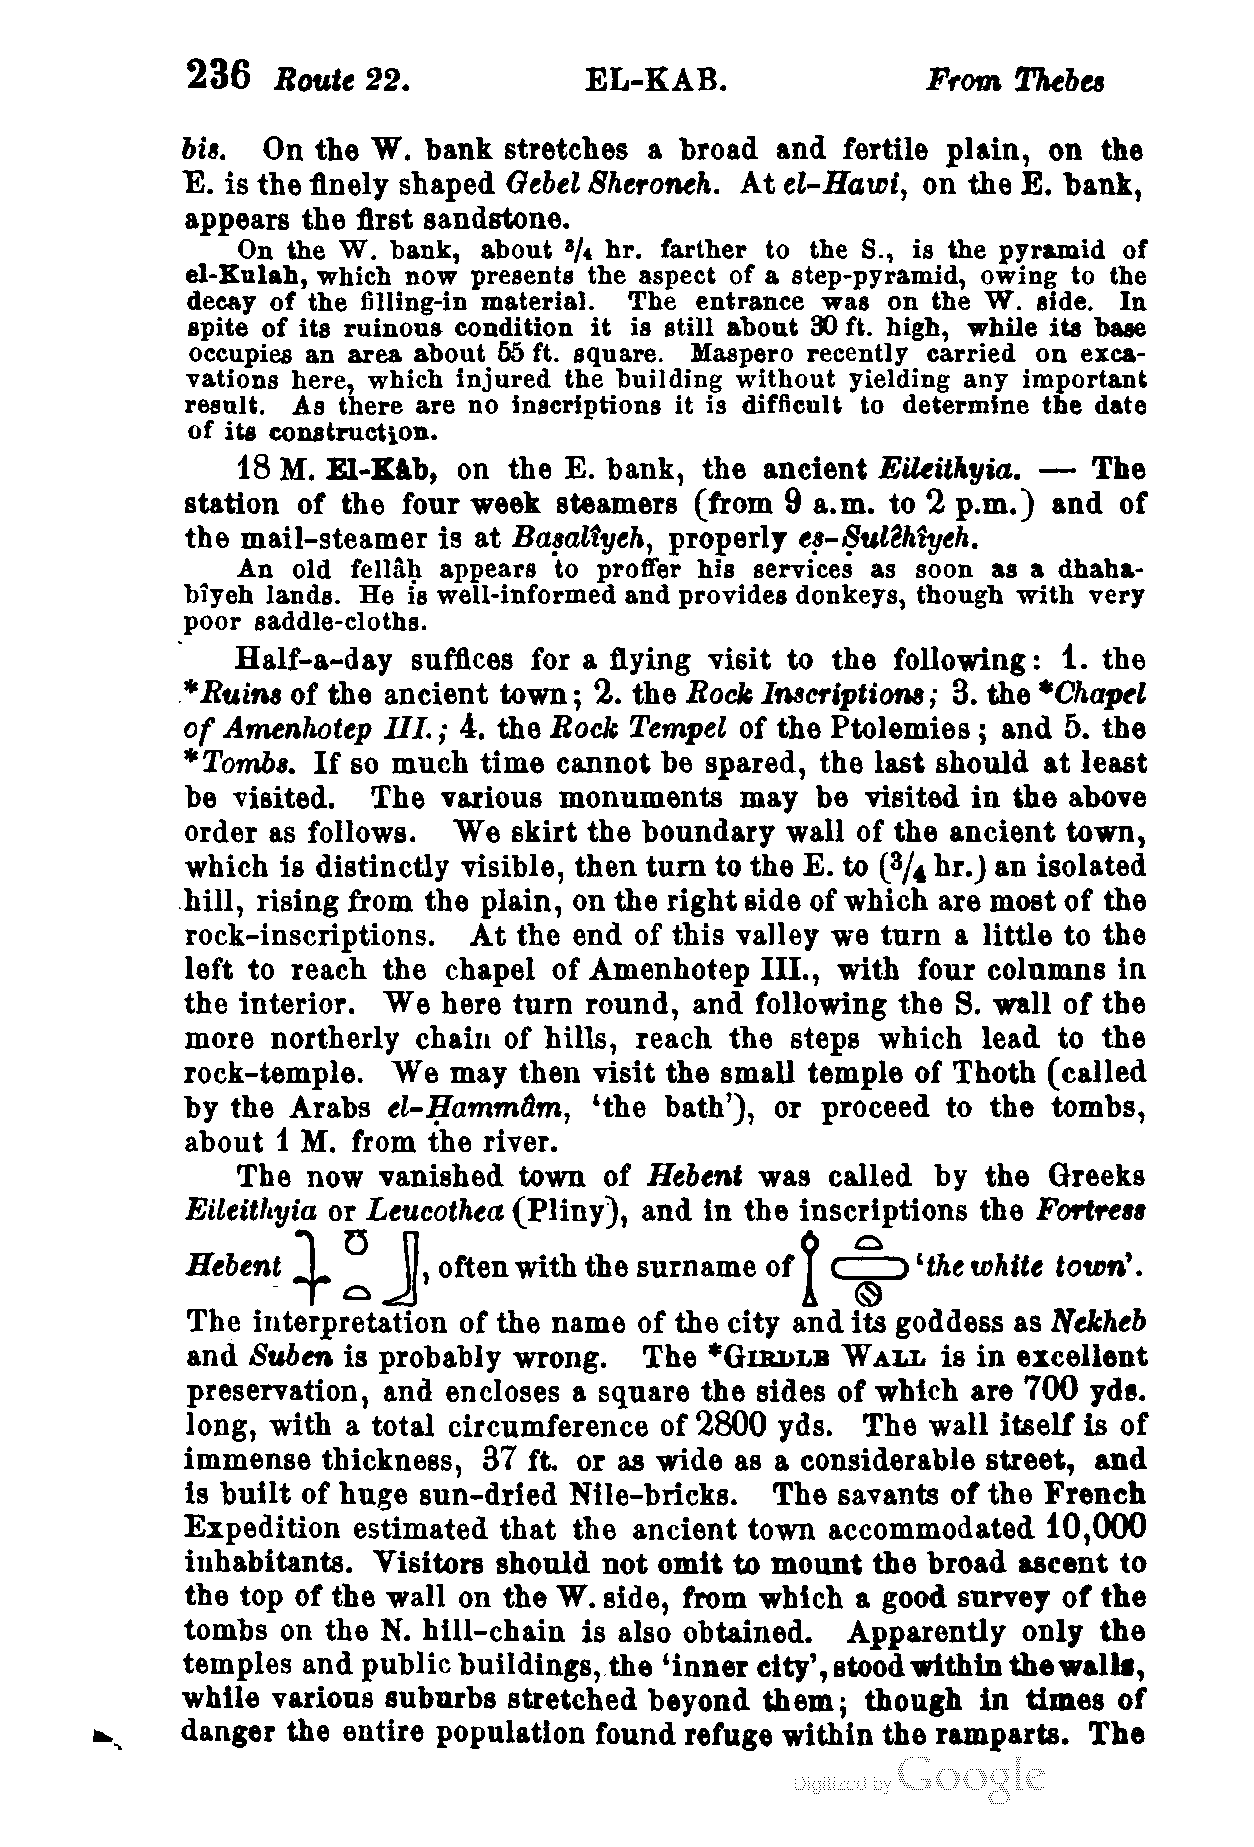 236 Route 22. EL-KAB. From Thebes
bis. On the W. bank stretches a broad and fertile plain, on the
E. is the finely shaped Gebel Sheroneh. At el-Hawi, on the E. bank,
appears the first sandstone.
On the W. bank, about 3/4 hr. farther to the S., is the pyramid of
el-Kulah, which now presents the aspect of a step-pyramid, owing to the
decay of the filling-in material. The entrance was on the W. side. In
spite of its ruinous condition it is still about 30 ft. high, while its base
occupies an area about 55 ft. square. Maspero recently carried on exca-
vations here, which injured the building without yielding any important
result. As there are no inscriptions it is difficult to determine the date
of its construction.
18 M. El-Kâb, on the E. bank, the ancient Eileithyia. — The
station of the four week steamers (from 9 a.m. to 2 p.m.) and of
the mail-steamer is at Baṣalîyeh, properly eṣ-Ṣulêhîyeh.
An old fellâḥ appears to proffer his services as soon as a dhaha-
bîyeh lands. He is well-informed and provides donkeys, though with very
poor saddle-cloths.
Half-a-day suffices for a flying visit to the following: 1. the
*Ruins of the ancient town; 2. the Rock Inscriptions; 3. the *Chapel
of Amenhotep III.; 4. the Rock Tempel of the Ptolemies; and 5. the
*Tombs. If so much time cannot be spared, the last should at least
be visited. The various monuments may be visited in the above
order as follows. We skirt the boundary wall of the ancient town,
which is distinctly visible, then turn to the E. to (3/4 hr.) an isolated
hill, rising from the plain, on the right side of which are most of the
rock-inscriptions. At the end of this valley we turn a little to the
left to reach the chapel of Amenhotep III., with four columns in
the interior. We here turn round, and following the S. wall of the
more northerly chain of hills, reach the steps which lead to the
rock-temple. We may then visit the small temple of Thoth (called
by the Arabs el-Ḥammâm, ‘the bath’), or proceed to the tombs,
about 1 M. from the river.
The now vanished town of Hebent was called by the Greeks
Eileithyia or Leucothea (Pliny), and in the inscriptions the Fortress
Hebent , often with the surname of ‘the white town’.
The interpretation of the name of the city and its goddess as Nekheb
and Suben is probably wrong. The *GIRDLE WALL is in excellent
preservation, and encloses a square the sides of which are 700 yds.
long, with a total circumference of 2800 yds. The wall itself is of
immense thickness, 37 ft. or as wide as a considerable street, and
is built of huge sun-dried Nile-bricks. The savants of the French
Expedition estimated that the ancient town accommodated 10,000
inhabitants. Visitors should not omit to mount the broad ascent to
the top of the wall on the W. side, from which a good survey of the
tombs on the N. hill-chain is also obtained. Apparently only the
temples and public buildings, the ‘inner city’, stood within the walls,
while various suburbs stretched beyond them; though in times of
danger the entire population found refuge within the ramparts. The
Digitized by Google